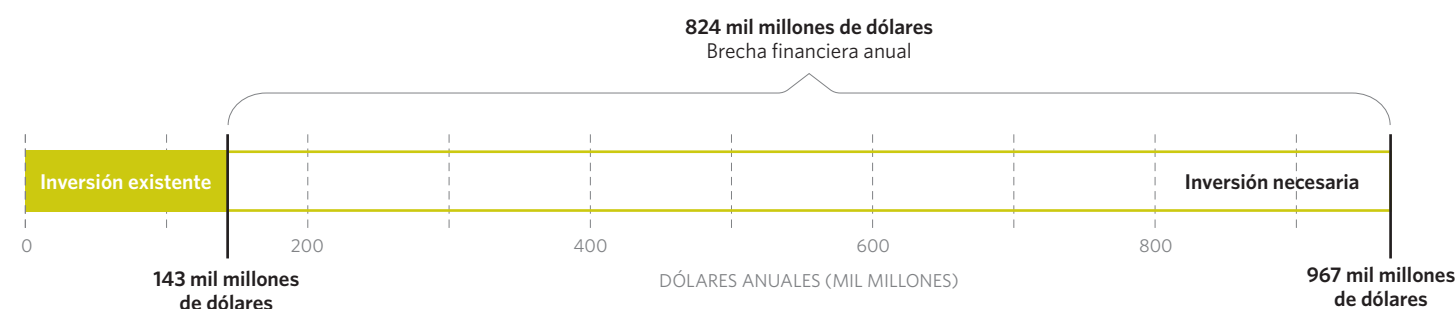 824 mil millones de dólares
Brecha financiera anual
Inversión existente
Inversión necesaria
0
200
400
600
800
143 mil millones
de dólares
DÓLARES ANUALES (MIL MILLONES)
967 mil millones
de dólares